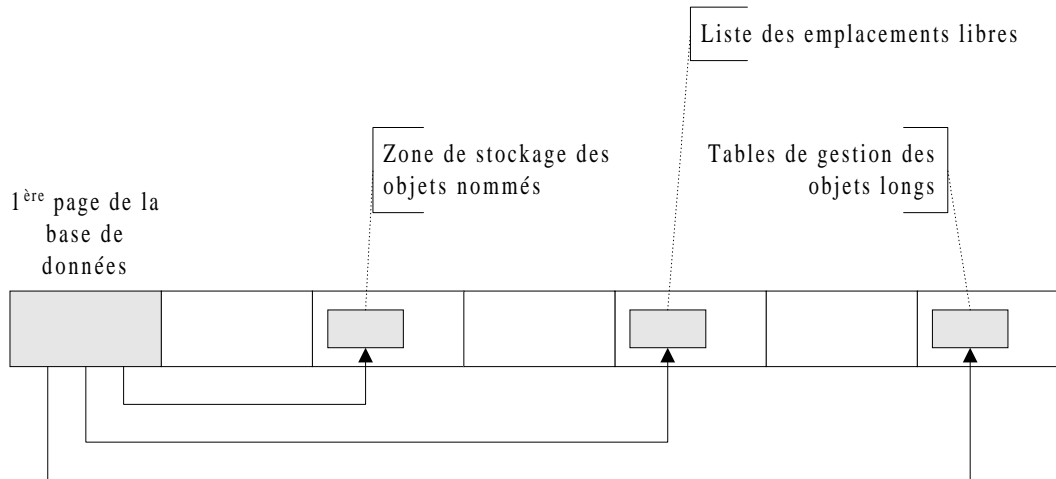 Liste des emplacements libres
Zone de stockage des
objets nommés
Tables de gestion des
objets longs
1ère page de la
base de
données